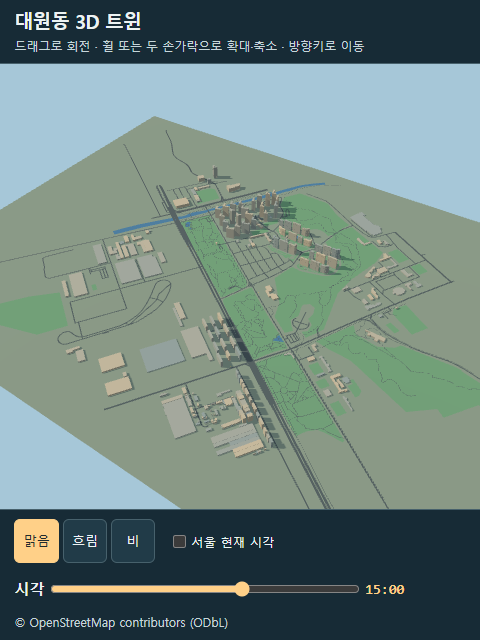 대원동 3D 트윈
드래그로 회전 · 휠 또는 두 손가락으로 확대·축소 · 방향키로 이동
맑음
흐림
비
서울 현재 시각
시각
15:00
© OpenStreetMap contributors (ODbL)